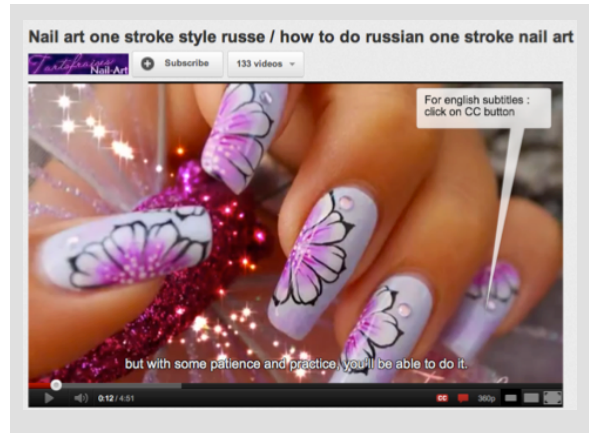 Nail art one stroke style russe / how to do russian one stroke nail art
Tartofraises
Nail-Art
Subscribe
133 videos
For english subtitles :
click on CC button
but with some patience and practice, you'll be able to do it.
0:12 / 4:51
CC
360p